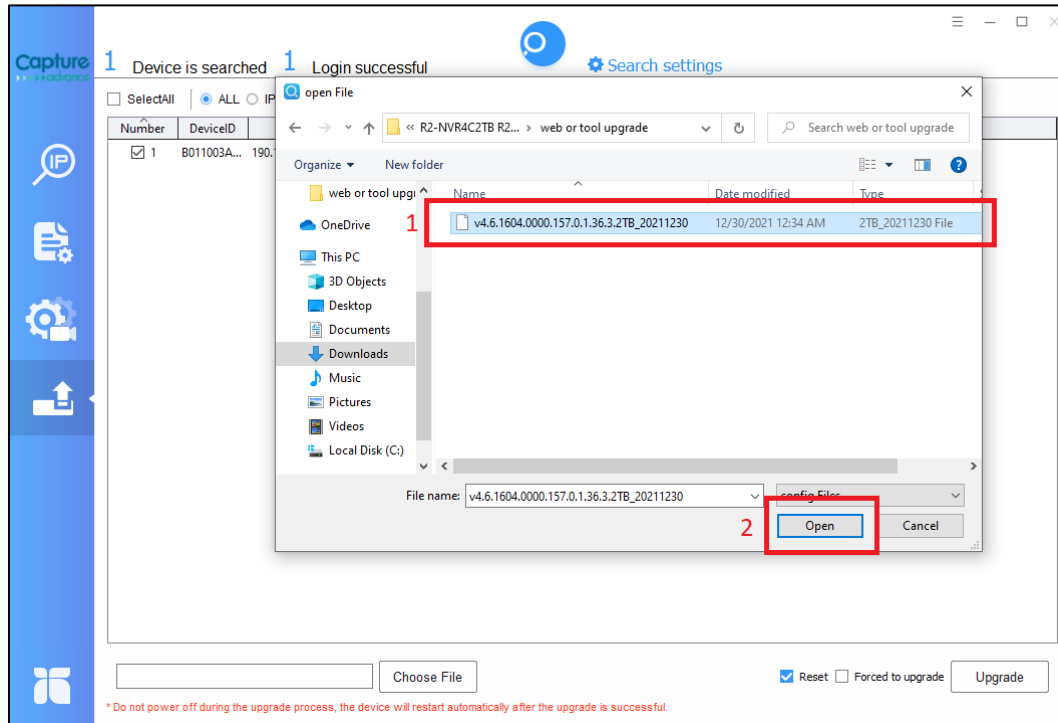 Capture
advance
1 Device is searched 1 Login successful Search settings
SelectAll ALL IP
open File
« R2-NVR4C2TB R2... › web or tool upgrade
Search web or tool upgrade
Number DeviceID
1 B011003A... 190.
Organize New folder
web or tool upgr
OneDrive
This PC
3D Objects
Desktop
Documents
Downloads
Music
Pictures
Videos
Local Disk (C:)
Name Date modified Type
1 v4.6.1604.0000.157.0.1.36.3.2TB_20211230 12/30/2021 12:34 AM 2TB_20211230 File
File name: v4.6.1604.0000.157.0.1.36.3.2TB_20211230 config Files
2 Open Cancel
IP
Choose File Reset Forced to upgrade Upgrade
* Do not power off during the upgrade process, the device will restart automatically after the upgrade is successful.